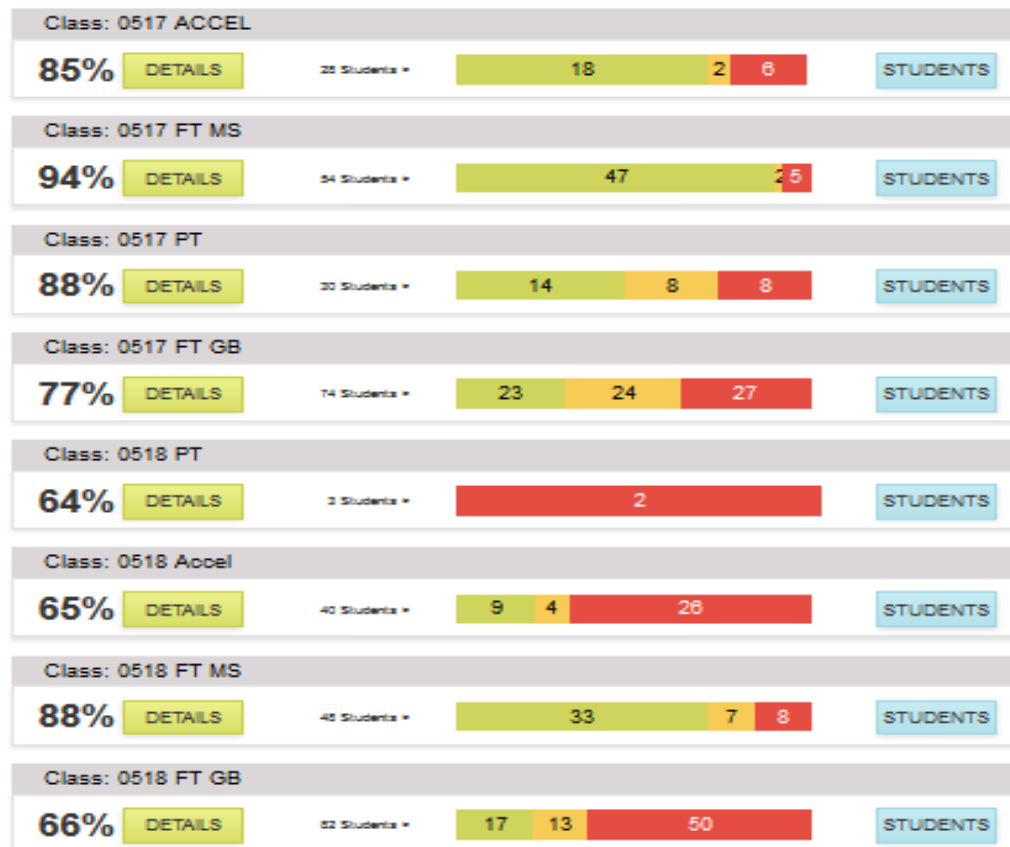 Class: 0517 ACCEL
85% DETAILS Students 18 2 6 STUDENTS
Class: 0517 FT MS
94% DETAILS 54 Students 47 2 5 STUDENTS
Class: 0517 PT
88% DETAILS 30 Students 14 8 8 STUDENTS
Class: 0517 FT GB
77% DETAILS 74 Students 23 24 27 STUDENTS
Class: 0518 PT
64% DETAILS Students 2 STUDENTS
Class: 0518 Accel
65% DETAILS 40 Students 9 4 26 STUDENTS
Class: 0518 FT MS
88% DETAILS 48 Students 33 7 8 STUDENTS
Class: 0518 FT GB
66% DETAILS 82 Students 17 13 50 STUDENTS